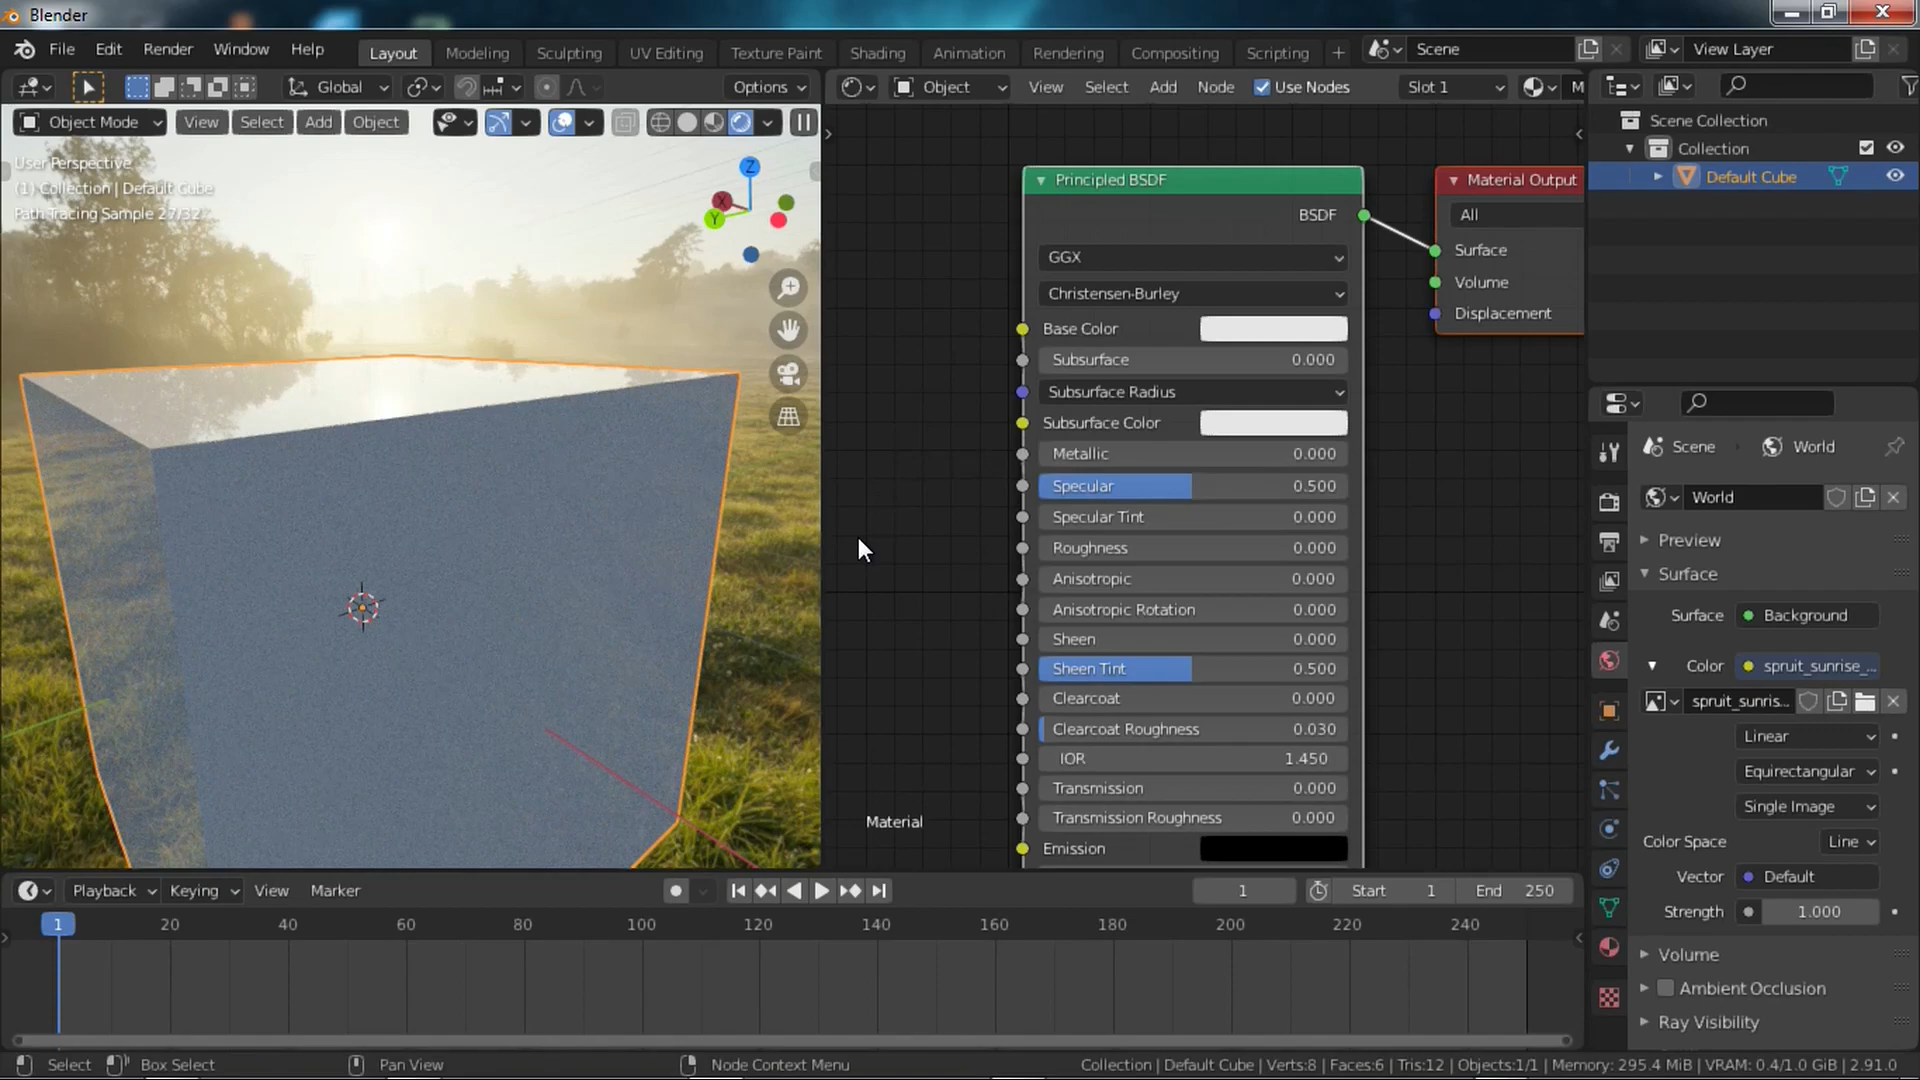 Blender
File Edit Render Window Help Layout Modeling Sculpting UV Editing Texture Paint Shading Animation Rendering Compositing Scripting + Scene View Layer
Global Options Object View Select Add Node Use Nodes Slot 1 M
Object Mode View Select Add Object
User Perspective
(1) Collection | Default Cube
Path Tracing Sample 27/32
Z
X
Y
Principled BSDF
BSDF
GGX
Christensen-Burley
Base Color
Subsurface 0.000
Subsurface Radius
Subsurface Color
Metallic 0.000
Specular 0.500
Specular Tint 0.000
Roughness 0.000
Anisotropic 0.000
Anisotropic Rotation 0.000
Sheen 0.000
Sheen Tint 0.500
Clearcoat 0.000
Clearcoat Roughness 0.030
IOR 1.450
Transmission 0.000
Transmission Roughness 0.000
Emission
Material
Material Output
All
Surface
Volume
Displacement
Scene Collection
Collection
Default Cube
Scene World
World
Preview
Surface
Surface Background
Color spruit_sunrise_...
spruit_sunris...
Linear
Equirectangular
Single Image
Color Space Line
Vector Default
Strength 1.000
Volume
Ambient Occlusion
Ray Visibility
Playback Keying View Marker 1 Start 1 End 250
1 20 40 60 80 100 120 140 160 180 200 220 240
Select Box Select Pan View Node Context Menu Collection | Default Cube | Verts:8 | Faces:6 | Tris:12 | Objects:1/1 | Memory: 295.4 MiB | VRAM: 0.4/1.0 GiB | 2.91.0